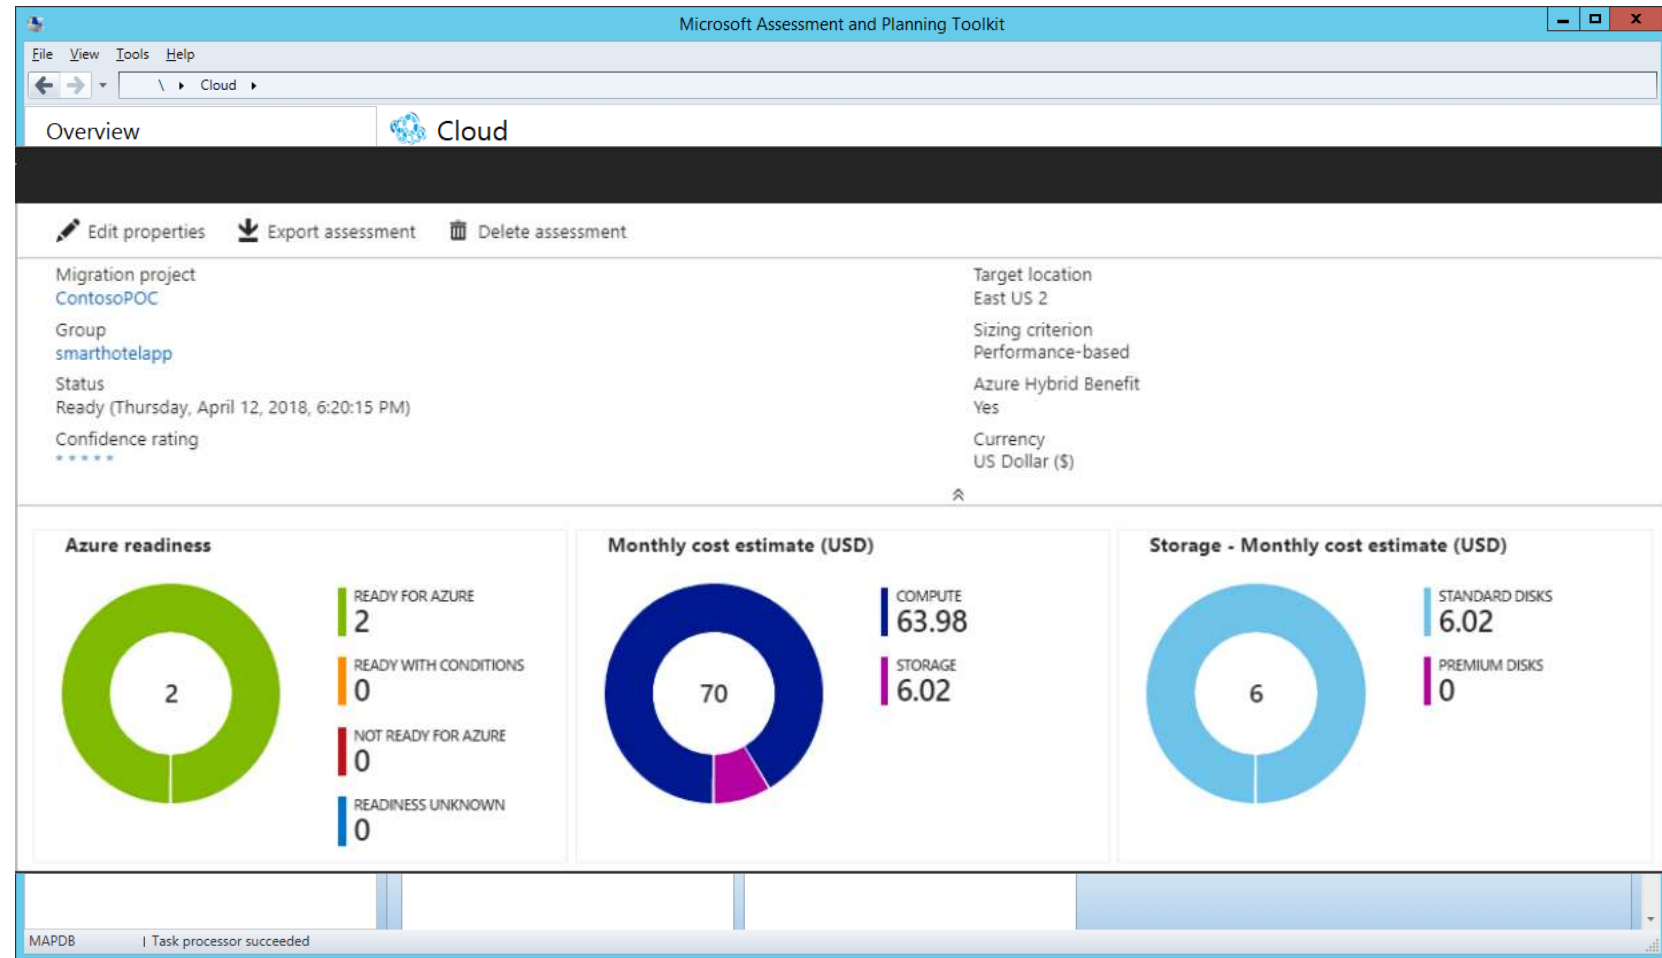 Microsoft Assessment and Planning Toolkit
File View Tools Help
\ Cloud
Overview
Cloud
Edit properties Export assessment Delete assessment
Migration project
ContosoPOC
Group
smarthotelapp
Status
Ready (Thursday, April 12, 2018, 6:20:15 PM)
Confidence rating
* * * * *
Target location
East US 2
Sizing criterion
Performance-based
Azure Hybrid Benefit
Yes
Currency
US Dollar ($)
Azure readiness
2
READY FOR AZURE
2
READY WITH CONDITIONS
0
NOT READY FOR AZURE
0
READINESS UNKNOWN
0
Monthly cost estimate (USD)
70
COMPUTE
63.98
STORAGE
6.02
Storage - Monthly cost estimate (USD)
6
STANDARD DISKS
6.02
PREMIUM DISKS
0
MAPDB | Task processor succeeded